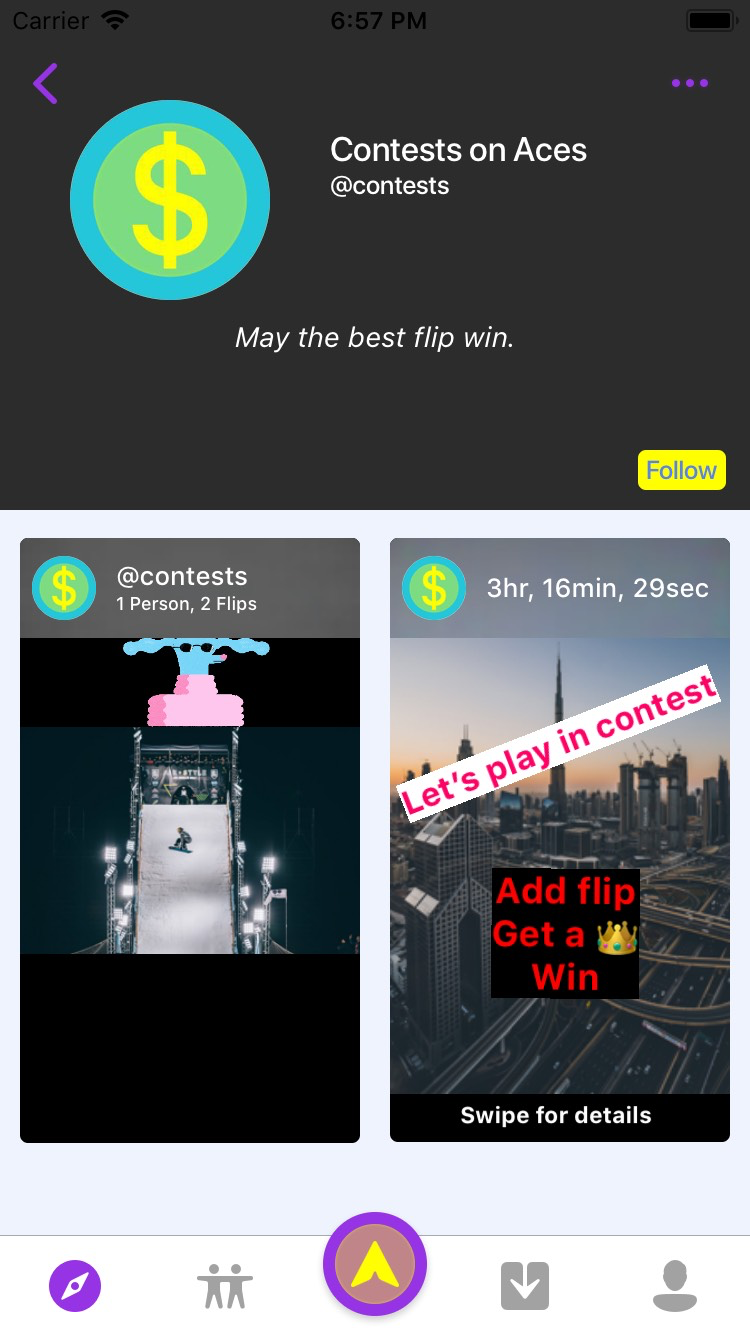 Carrier 6:57 PM
Contests on Aces
@contests
May the best flip win.
Follow
@contests
1 Person, 2 Flips
3hr, 16min, 29sec
Let's play in contest
Add flip
Get a 👑
Win
Swipe for details